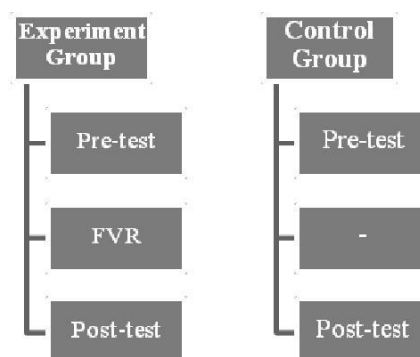 Experiment
Group
Pre-test
FVR
Post-test
Control
Group
Pre-test
-
Post-test